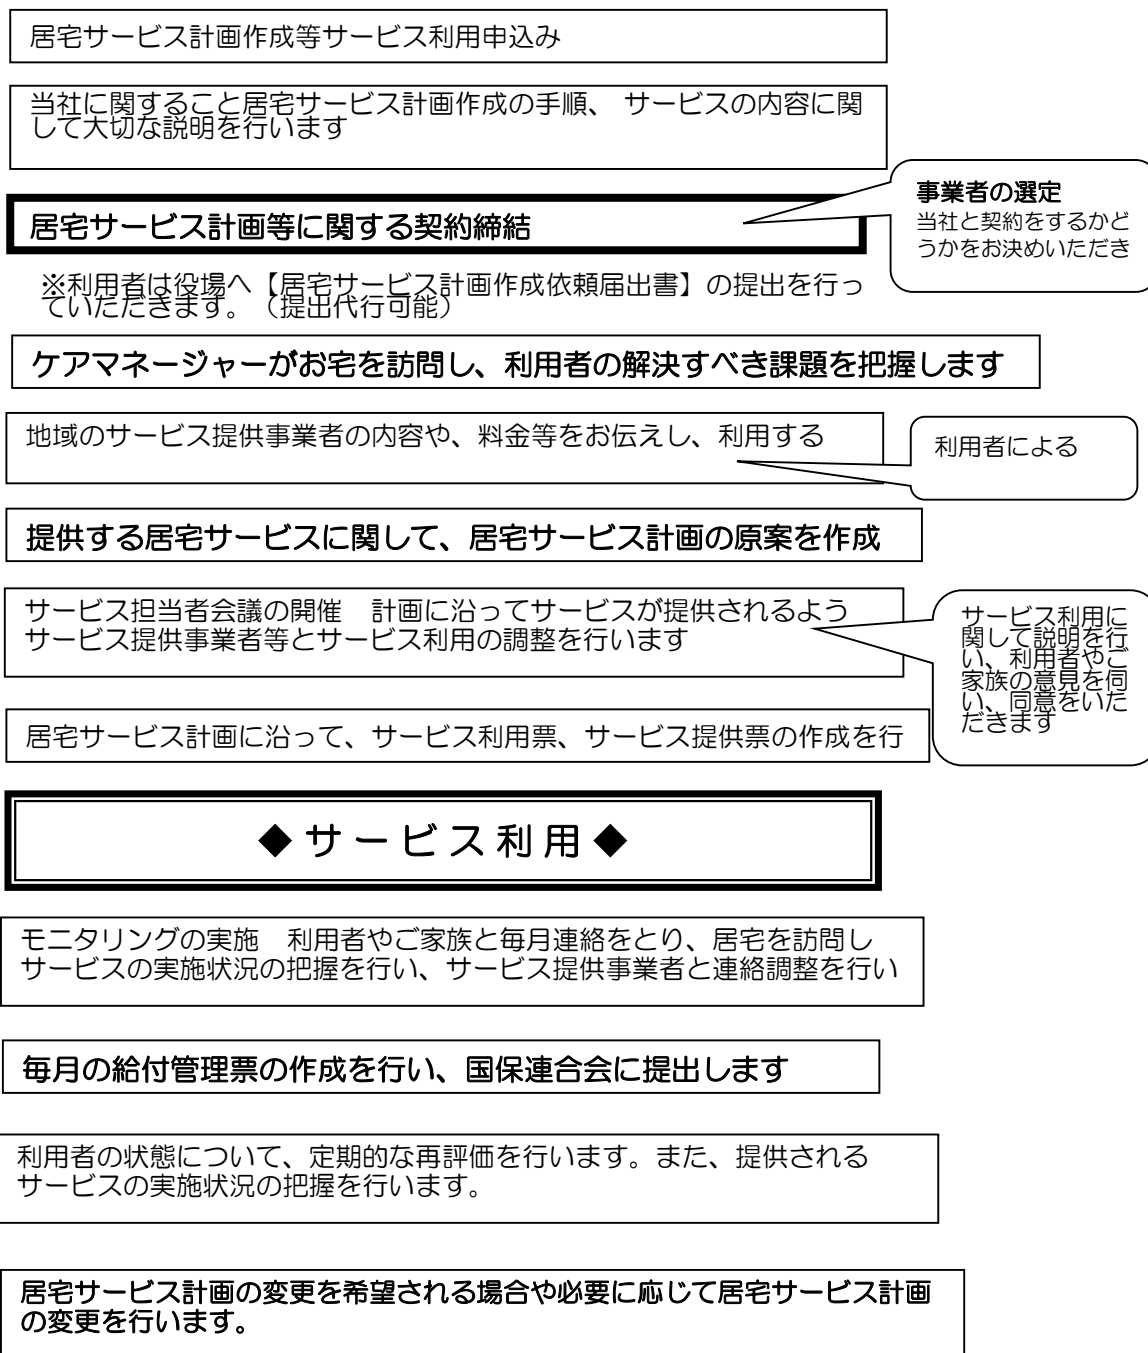 居宅サービス計画作成等サービス利用申込み
当社に関すること居宅サービス計画作成の手順、 サービスの内容に関
して大切な説明を行います
事業者の選定
当社と契約をするかど
うかをお決めいただき
居宅サービス計画等に関する契約締結
※利用者は役場へ【居宅サービス計画作成依頼届出書】の提出を行っ
ていただきます。（提出代行可能）
ケアマネージャーがお宅を訪問し、利用者の解決すべき課題を把握します
地域のサービス提供事業者の内容や、料金等をお伝えし、利用する
利用者による
提供する居宅サービスに関して、居宅サービス計画の原案を作成
サービス担当者会議の開催　計画に沿ってサービスが提供されるよう
サービス提供事業者等とサービス利用の調整を行います
サービス利用に
関して説明を行
い、利用者やご
家族の意見を伺
い、同意をいた
だきます
居宅サービス計画に沿って、サービス利用票、サービス提供票の作成を行
◆サービス利用◆
モニタリングの実施　利用者やご家族と毎月連絡をとり、居宅を訪問し
サービスの実施状況の把握を行い、サービス提供事業者と連絡調整を行い
毎月の給付管理票の作成を行い、国保連合会に提出します
利用者の状態について、定期的な再評価を行います。また、提供される
サービスの実施状況の把握を行います。
居宅サービス計画の変更を希望される場合や必要に応じて居宅サービス計画
の変更を行います。